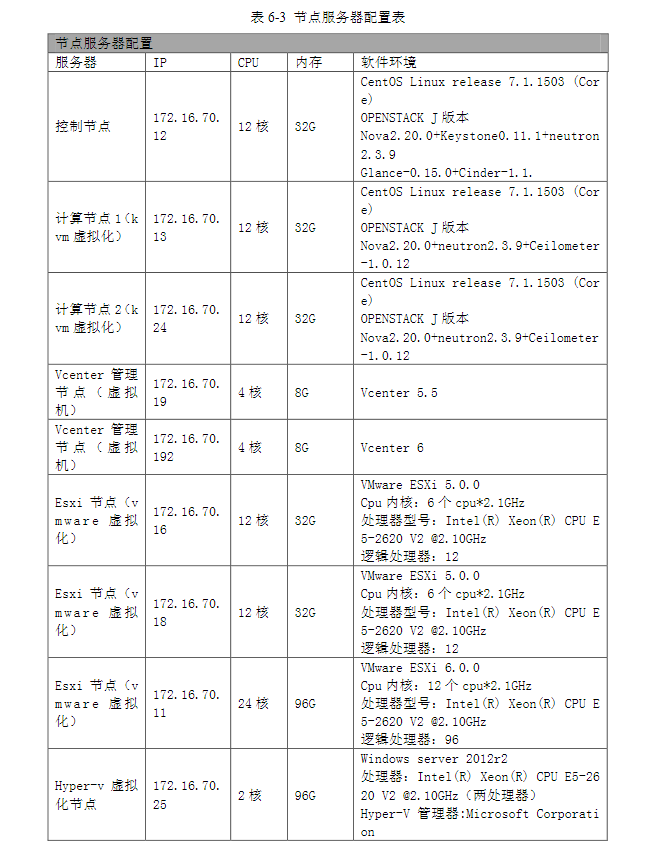 表 6-3 节点服务器配置表
节点服务器配置
服务器 IP CPU 内存 软件环境
控制节点 172.16.70.12 12 核 32G CentOS Linux release 7.1.1503 (Core)
OPENSTACK J 版本
Nova2.20.0+Keystone0.11.1+neutron2.3.9
Glance-0.15.0+Cinder-1.1.
计算节点 1（kvm 虚拟化） 172.16.70.13 12 核 32G CentOS Linux release 7.1.1503 (Core)
OPENSTACK J 版本
Nova2.20.0+neutron2.3.9+Ceilometer-1.0.12
计算节点 2（kvm 虚拟化） 172.16.70.24 12 核 32G CentOS Linux release 7.1.1503 (Core)
OPENSTACK J 版本
Nova2.20.0+neutron2.3.9+Ceilometer-1.0.12
Vcenter 管理节点（虚拟机） 172.16.70.19 4 核 8G Vcenter 5.5
Vcenter 管理节点（虚拟机） 172.16.70.192 4 核 8G Vcenter 6
Esxi 节点（vmware 虚拟化） 172.16.70.16 12 核 32G VMware ESXi 5.0.0
Cpu 内核：6 个 cpu*2.1GHz
处理器型号：Intel(R) Xeon(R) CPU E5-2620 V2 @2.10GHz
逻辑处理器：12
Esxi 节点（vmware 虚拟化） 172.16.70.18 12 核 32G VMware ESXi 5.0.0
Cpu 内核：6 个 cpu*2.1GHz
处理器型号：Intel(R) Xeon(R) CPU E5-2620 V2 @2.10GHz
逻辑处理器：12
Esxi 节点（vmware 虚拟化） 172.16.70.11 24 核 96G VMware ESXi 6.0.0
Cpu 内核：12 个 cpu*2.1GHz
处理器型号：Intel(R) Xeon(R) CPU E5-2620 V2 @2.10GHz
逻辑处理器：96
Hyper-v 虚拟化节点 172.16.70.25 2 核 96G Windows server 2012r2
处理器：Intel(R) Xeon(R) CPU E5-2620 V2 @2.10GHz（两处理器）
Hyper-V 管理器:Microsoft Corporation